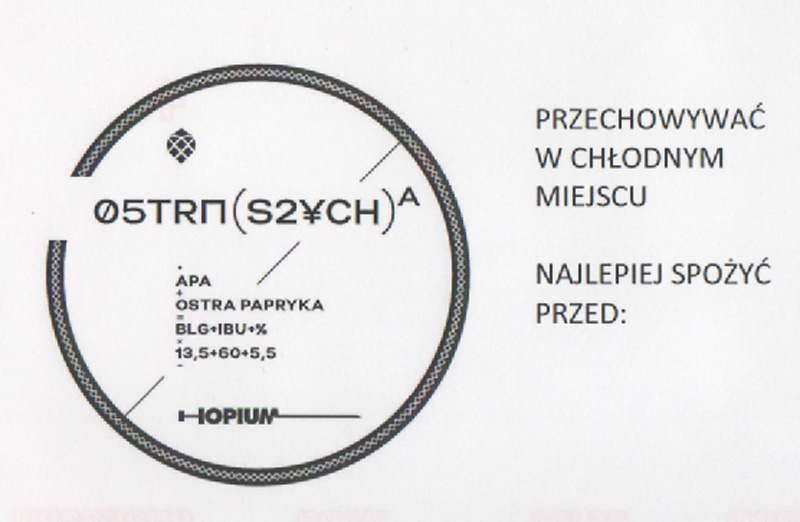 Ø5TRΠ(S2¥CH)ᴬ
APA
OSTRA PAPRYKA
BLG+IBU+%
13,5+60+5,5
HOPIUM
PRZECHOWYWAĆ
W CHŁODNYM
MIEJSCU
NAJLEPIEJ SPOŻYĆ
PRZED: